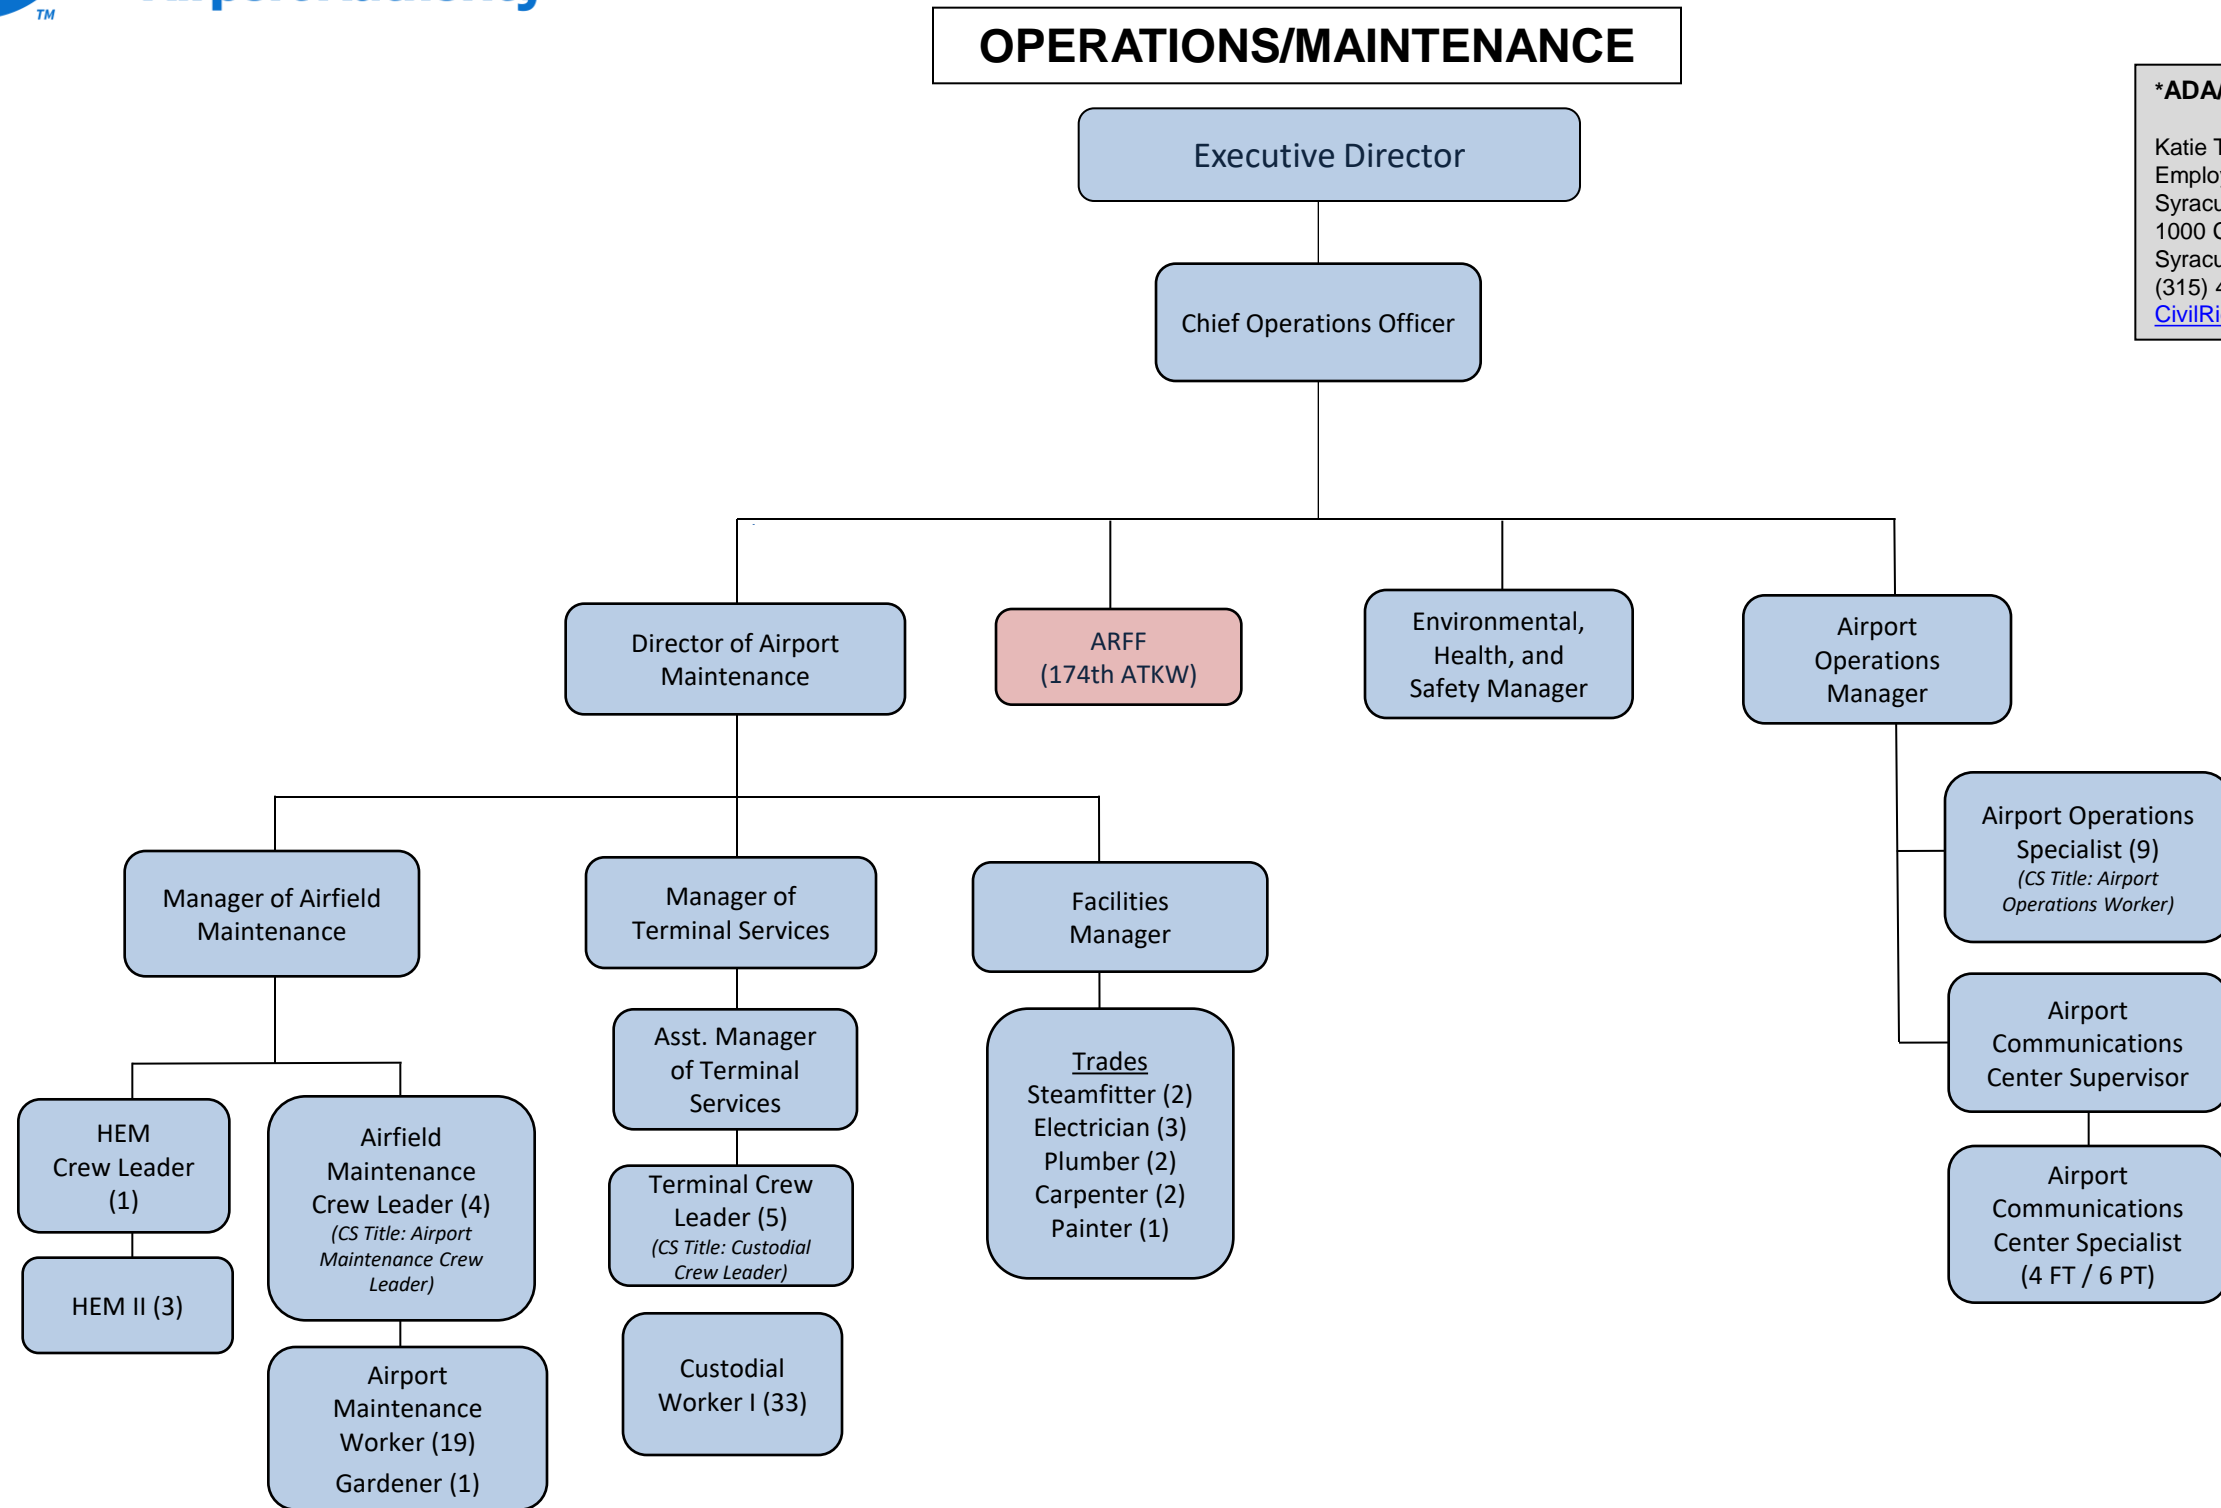 TM
OPERATIONS/MAINTENANCE
*ADA/
Katie
Syracu
1000
Syracu
(315) 4
Executive Director
Chief Operations Officer
Director of Airport
Maintenance
ARFF
(174th ATKW)
Environmental,
Health, and
Safety Manager
Airport
Operations
Manager
Manager of Airfield
Maintenance
Manager of
Terminal Services
Facilities
Manager
Airport Operations
Specialist (9)
(CS Title: Airport
Operations Worker)
HEM
Crew Leader
(1)
HEM II (3)
Airfield
Maintenance
Crew Leader (4)
(CS Title: Airport
Maintenance Crew
Leader)
Airport
Maintenance
Worker (19)
Gardener (1)
Asst. Manager
of Terminal
Services
Terminal Crew
Leader (5)
(CS Title: Custodial
Crew Leader)
Custodial
Worker I (33)
Trades
Steamfitter (2)
Electrician (3)
Plumber (2)
Carpenter (2)
Painter (1)
Airport
Communications
Center Supervisor
Airport
Communications
Center Specialist
(4 FT / 6 PT)